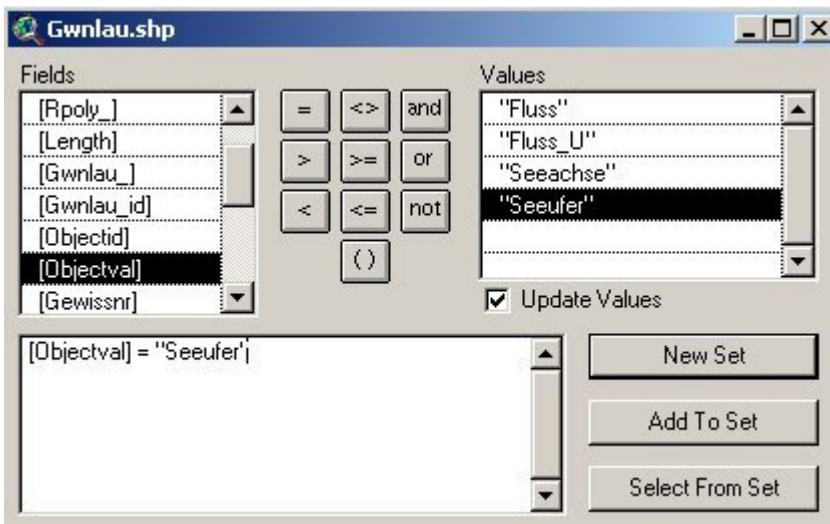 Gwnlau.shp
Fields
[Rpoly_]
[Length]
[Gwnlau_]
[Gwnlau_id]
[Objectid]
[Objectval]
[Gewissnr]
= <> and
> >= or
< <= not
()
Values
"Fluss"
"Fluss_U"
"Seeachse"
"Seeufer"
Update Values
[Objectval] = "Seeufer"
New Set
Add To Set
Select From Set